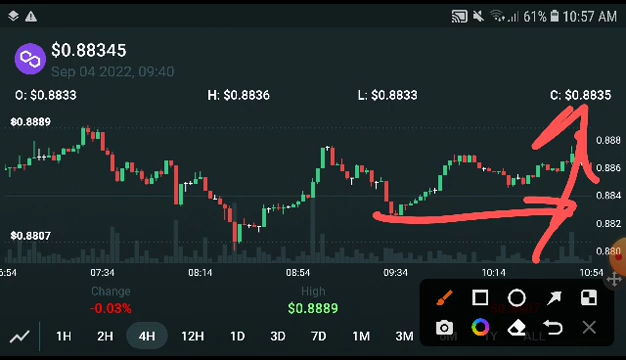 61% 10:57 AM
$0.88345
Sep 04 2022, 09:40
O: $0.8833 H: $0.8836 L: $0.8833 C: $0.8835
$0.8889
0.888
0.886
0.884
0.882
$0.8807
0.880
6:54 07:34 08:14 08:54 09:34 10:14 10:54
Change High
-0.03% $0.8889
1H 2H 4H 12H 1D 3D 7D 1M 3M 1Y ALL